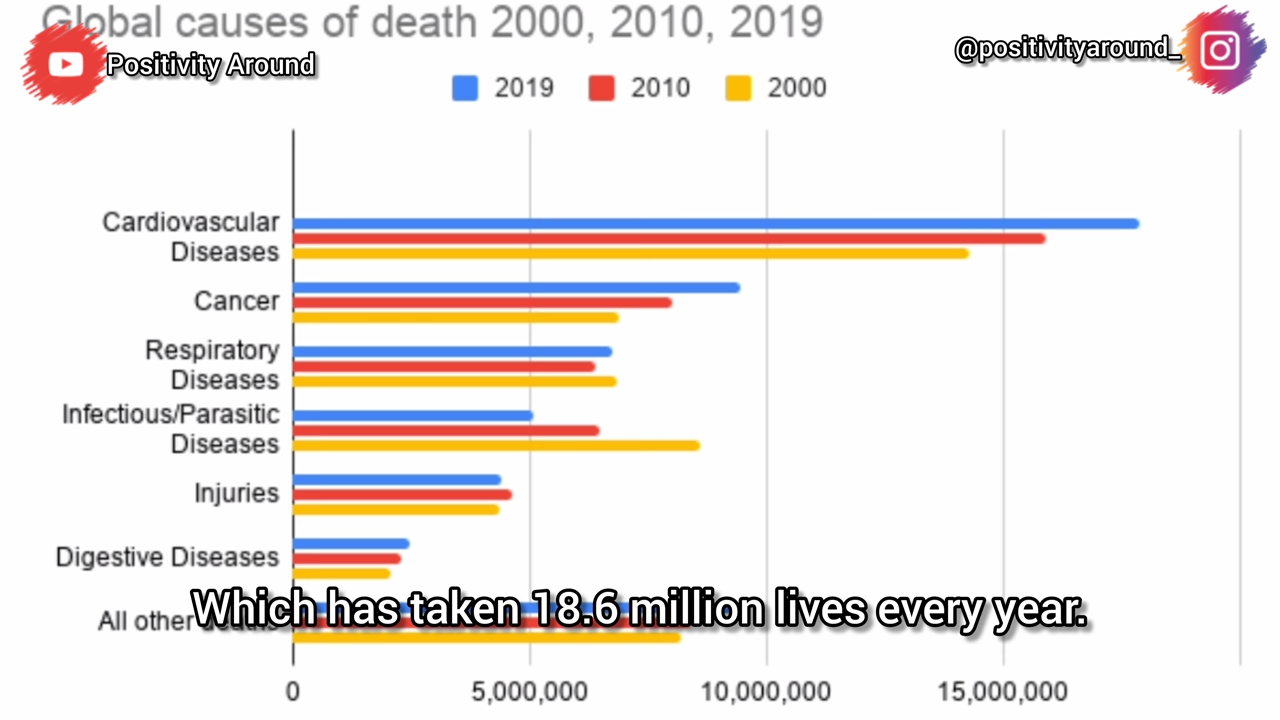 Global causes of death 2000, 2010, 2019
Positivity Around
@positivityaround_
2019 2010 2000
Cardiovascular
Diseases
Cancer
Respiratory
Diseases
Infectious/Parasitic
Diseases
Injuries
Digestive Diseases
All other deaths
Which has taken 18.6 million lives every year.
0 5,000,000 10,000,000 15,000,000